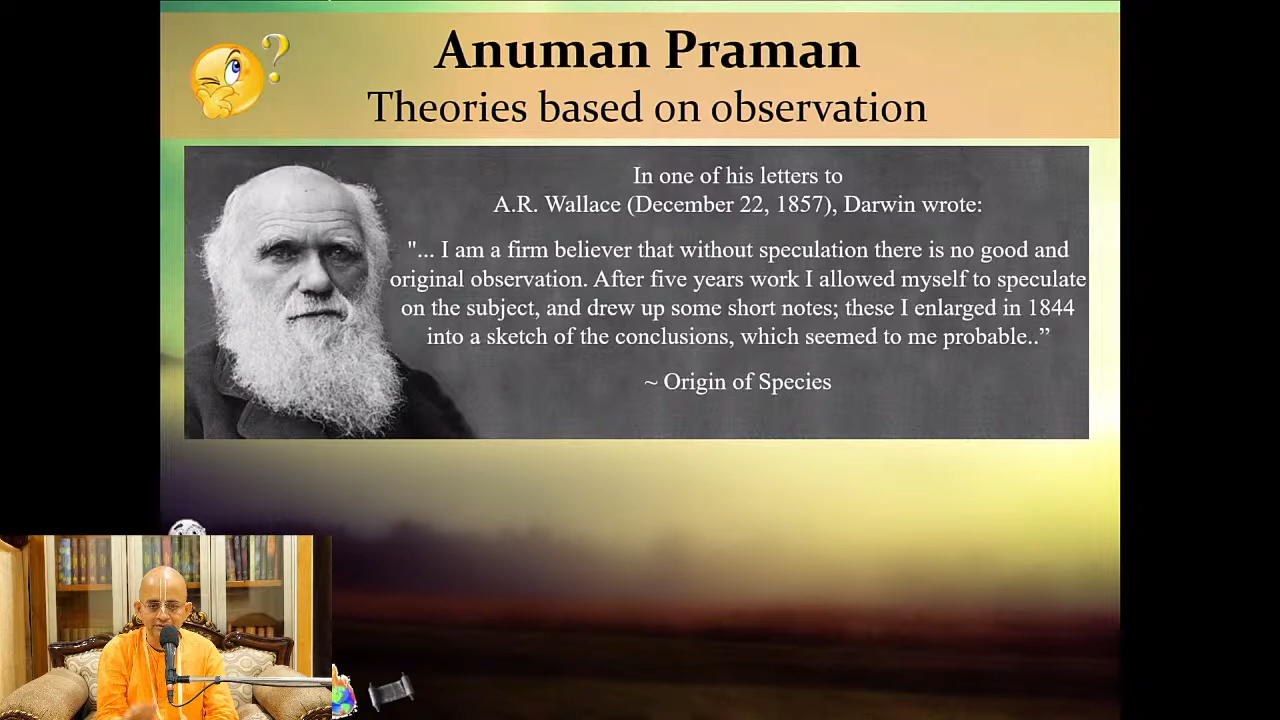 Anuman Praman
Theories based on observation
In one of his letters to
A.R. Wallace (December 22, 1857), Darwin wrote:
"... I am a firm believer that without speculation there is no good and
original observation. After five years work I allowed myself to speculate
on the subject, and drew up some short notes; these I enlarged in 1844
into a sketch of the conclusions, which seemed to me probable..”
~ Origin of Species